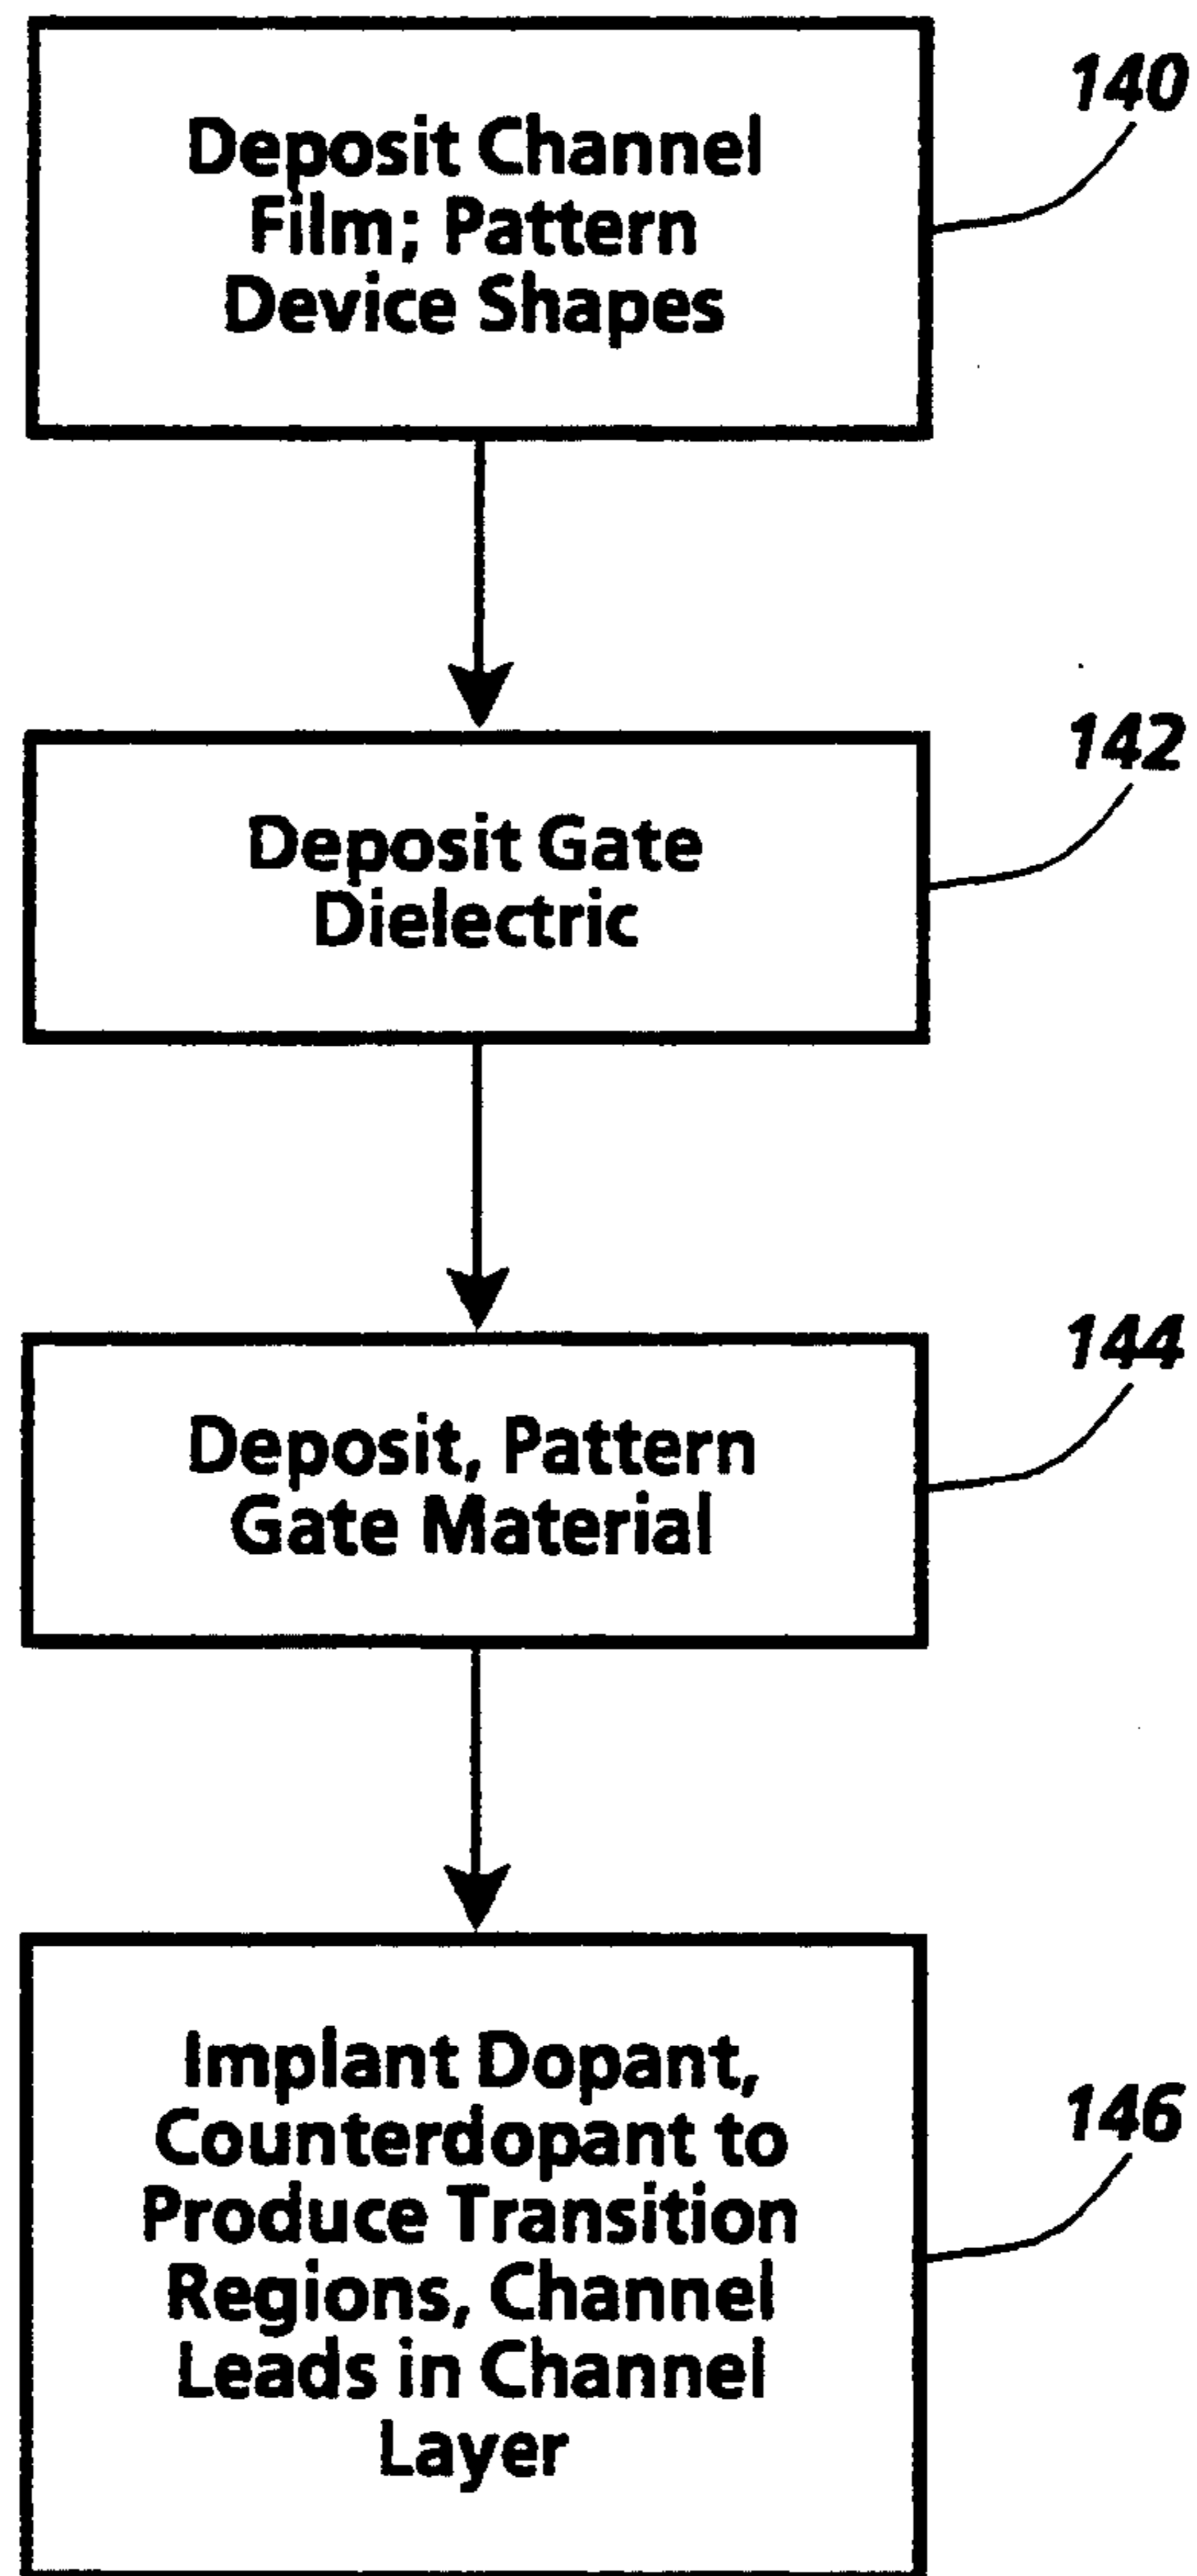 140
Deposit Channel
Film; Pattern
Device Shapes
142
Deposit Gate
Dielectric
144
Deposit, Pattern
Gate Material
146
Implant Dopant,
Counterdopant to
Produce Transition
Regions, Channel
Leads in Channel
Layer